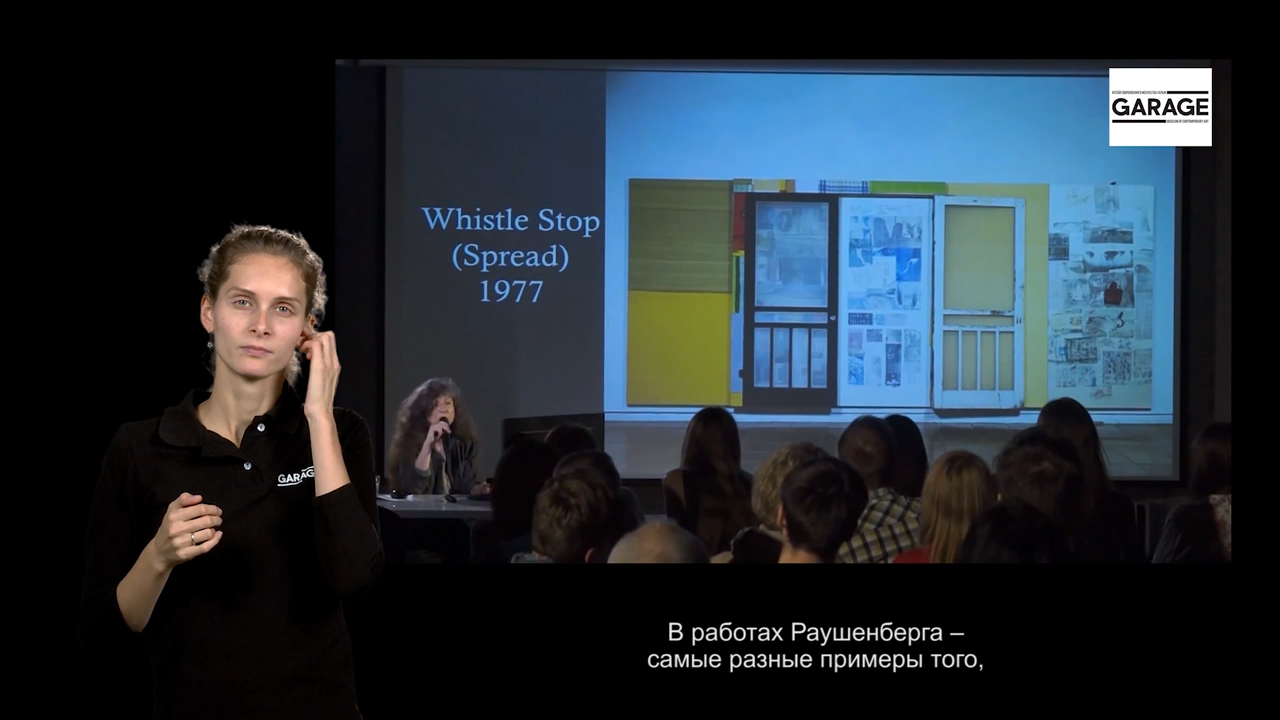 GARAGE
Whistle Stop
(Spread)
1977
GARAGE
В работах Раушенберга –
самые разные примеры того,